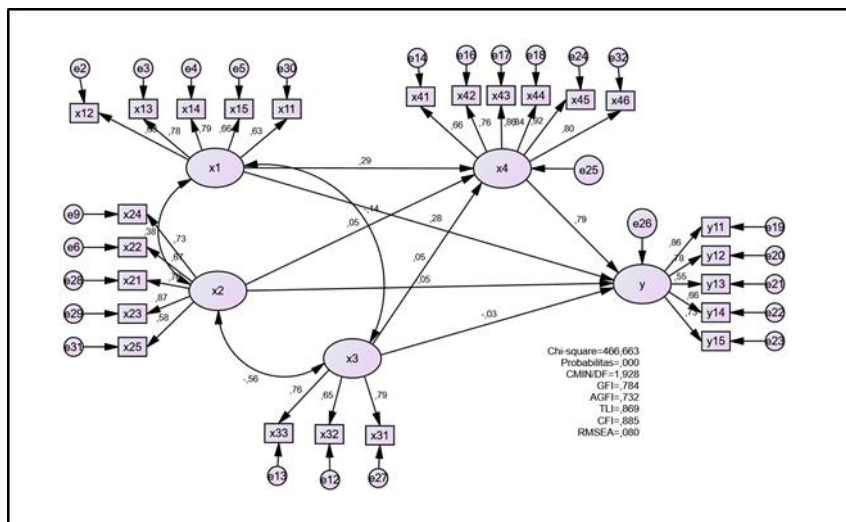 e2
e3
e4
e5
e30
x12
x13
x14
x15
x11
,78
,79
,66
,63
x1
e14
e16
e17
e18
e24
e32
x41
x42
x43
x44
x45
x46
,66
,76
,84
,92
,80
x4
e25
,29
-,14
,28
,05
,05
,05
-,03
,79
e9
x24
e6
x22
e28
x21
e29
x23
e31
x25
,38
,73
,67
,87
,58
x2
-,56
x3
,76
,65
,79
x33
x32
x31
e13
e12
e27
e26
y
,86
,78
,55
,66
y11
e19
y12
e20
y13
e21
y14
e22
y15
e23
Chi-square=466,663
Probabilitas=,000
CMIN/DF=1,928
GFI=,784
AGFI=,732
TLI=,869
CFI=,885
RMSEA=,080